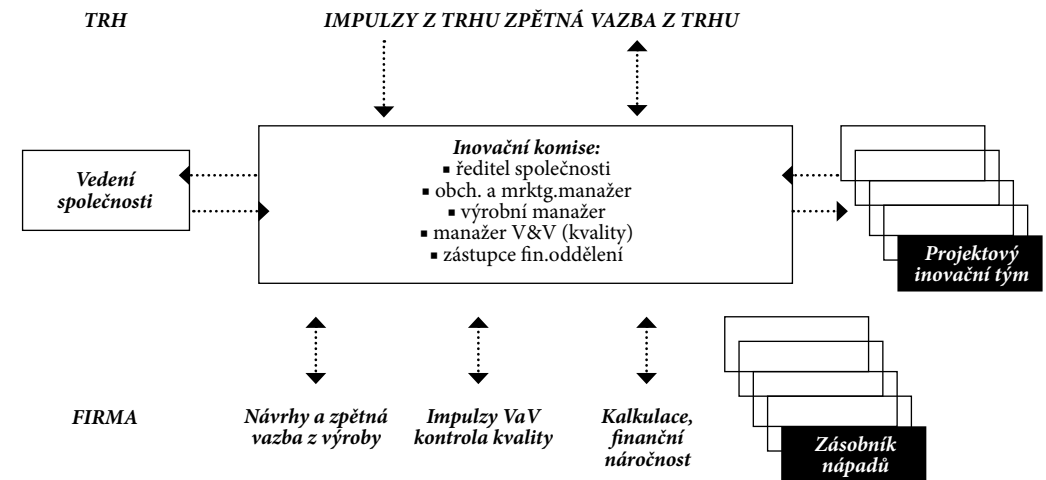 TRH
IMPULZY Z TRHU ZPĚTNÁ VAZBA Z TRHU
Vedení
společnosti
Inovační komise:
▪ ředitel společnosti
▪ obch. a mrktg.manažer
▪ výrobní manažer
▪ manažer V&V (kvality)
▪ zástupce fin.oddělení
Projektový
inovační tým
FIRMA
Návrhy a zpětná
vazba z výroby
Impulzy VaV
kontrola kvality
Kalkulace,
finanční
náročnost
Zásobník
nápadů